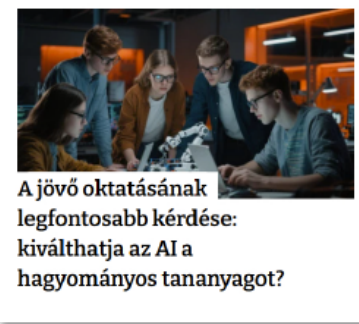 A jövő oktatásának
legfontosabb kérdése:
kiválthatja az AI a
hagyományos tananyagot?